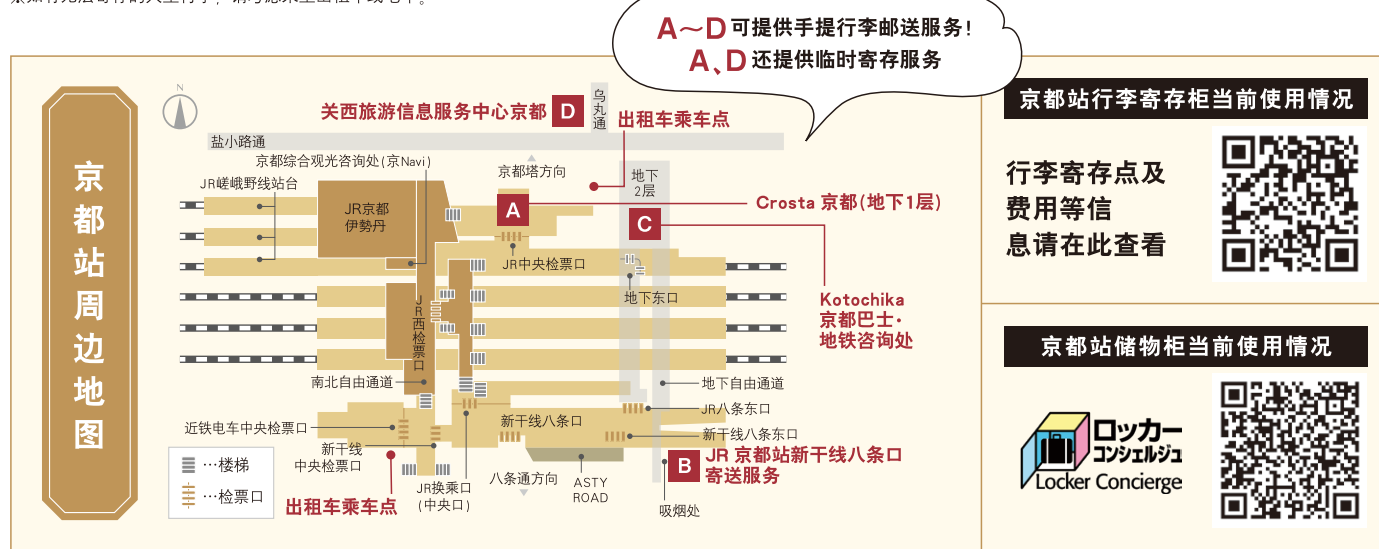 A～D可提供手提行李邮送服务!
A、D还提供临时寄存服务
京都站周边地图
N
关西旅游信息服务中心京都 D
乌丸通
出租车乘车点
盐小路通
京都综合观光咨询处(京Navi)
京都塔方向
地下
2层
JR嵯峨野线站台
JR京都
伊勢丹
A
Crosta 京都(地下1层)
C
JR中央检票口
地下东口
JR西检票口
Kotochika
京都巴士·
地铁咨询处
南北自由通道
地下自由通道
JR八条东口
近铁电车中央检票口
新干线八条口
新干线八条东口
新干线
中央检票口
B
JR 京都站新干线八条口
寄送服务
…楼梯
…检票口
出租车乘车点
JR换乘口
(中央口)
八条通方向
ASTY
ROAD
吸烟处
京都站行李寄存柜当前使用情况
行李寄存点及
费用等信
息请在此查看
京都站储物柜当前使用情况
ロッカー
コンシェルジュ
Locker Concierge